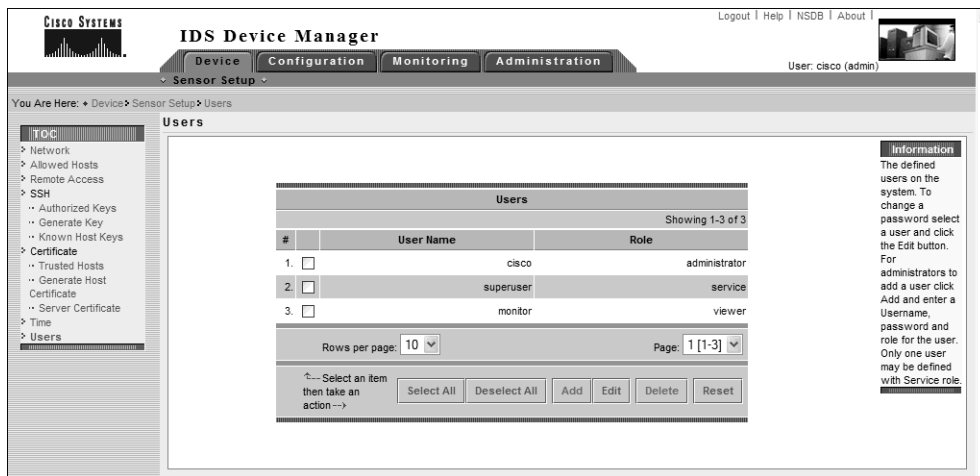 CISCO SYSTEMS
Logout | Help | NSDB | About |
IDS Device Manager
Device Configuration Monitoring Administration
User: cisco (admin)
Sensor Setup
You Are Here: Device Sensor Setup Users
Users
TOC
Network
Allowed Hosts
Remote Access
SSH
Authorized Keys
Generate Key
Known Host Keys
Certificate
Trusted Hosts
Generate Host
Certificate
Server Certificate
Time
Users
Users
Showing 1-3 of 3
# User Name Role
1. cisco administrator
2. superuser service
3. monitor viewer
Rows per page: 10 Page: 1 [1-3]
Select an item
then take an
action -->
Select All Deselect All Add Edit Delete Reset
Information
The defined
users on the
system. To
change a
password select
a user and click
the Edit button.
For
administrators to
add a user click
Add and enter a
Username,
password and
role for the user.
Only one user
may be defined
with Service role.